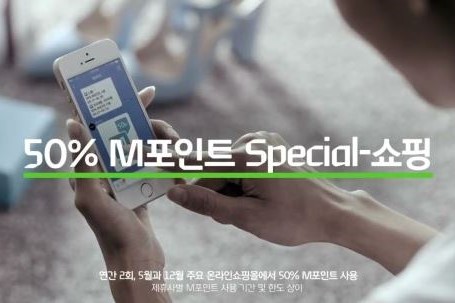 50% M포인트 Special-쇼핑
연간 2회, 5월과 12월 주요 온라인쇼핑몰에서 50% M포인트 사용
제휴사별 M포인트 사용 기간 및 한도 상이